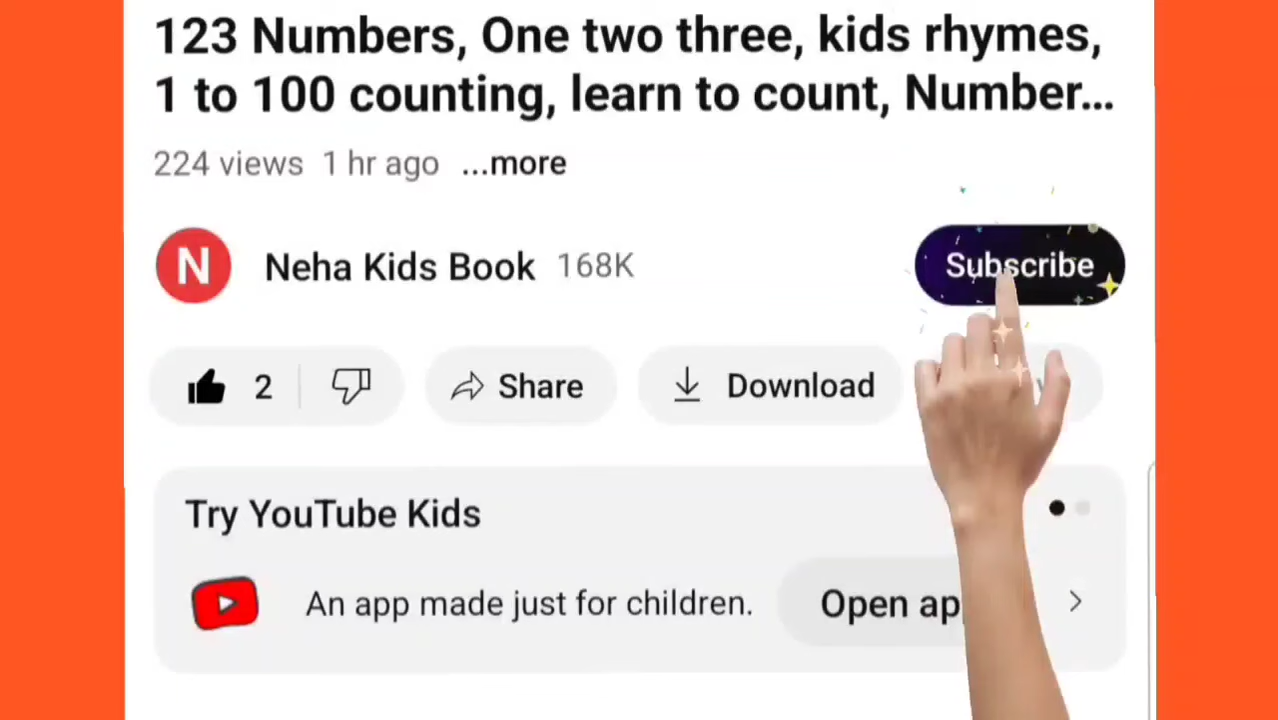 123 Numbers, One two three, kids rhymes,
1 to 100 counting, learn to count, Number...
224 views 1 hr ago ...more
N Neha Kids Book 168K Subscribe
2 Share Download
Try YouTube Kids
An app made just for children. Open ap